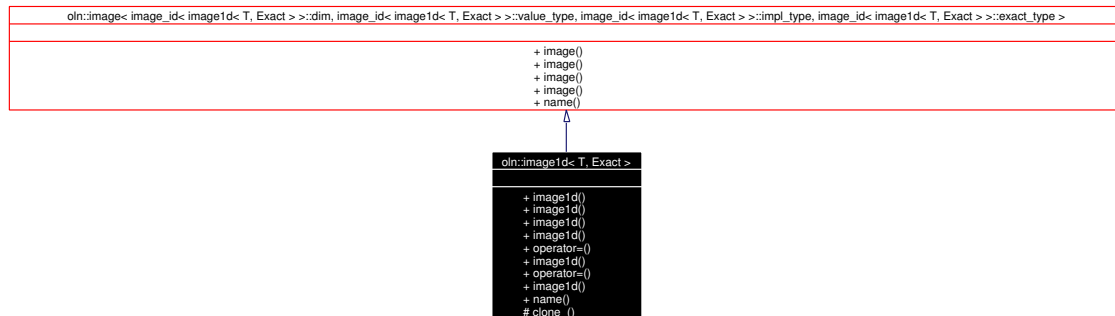 oln::image< image_id< image1d< T, Exact > >::dim, image_id< image1d< T, Exact > >::value_type, image_id< image1d< T, Exact > >::impl_type, image_id< image1d< T, Exact > >::exact_type >
+ image()
+ image()
+ image()
+ image()
+ name()
oln::image1d< T, Exact >
+ image1d()
+ image1d()
+ image1d()
+ image1d()
+ operator=()
+ image1d()
+ operator=()
+ image1d()
+ name()
# clone_()